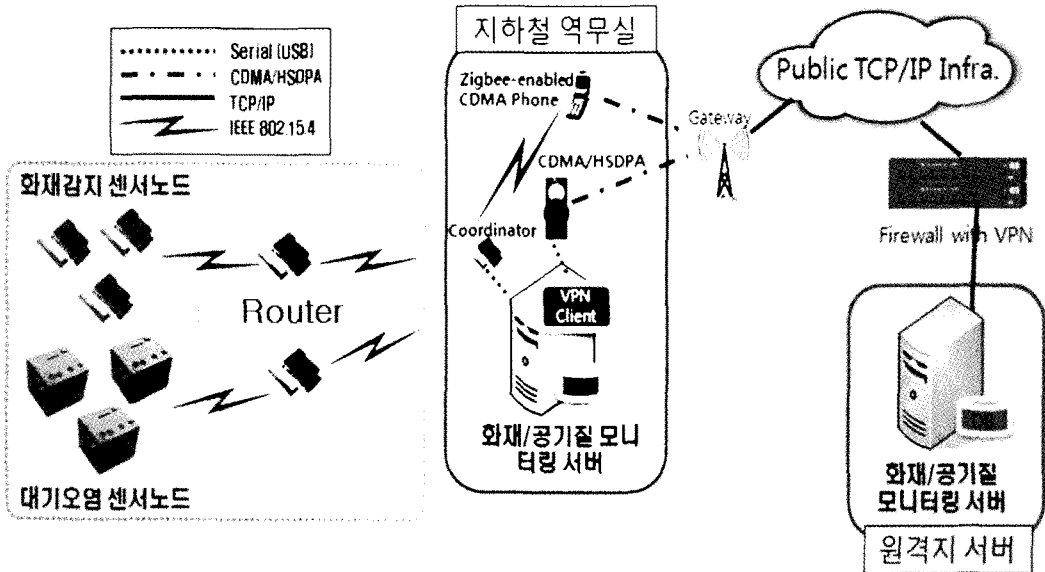 Serial (USB)
CDMA/HSDPA
TCP/IP
IEEE 802.15.4
화재감지 센서노드
Router
대기오염 센서노드
지하철 역무실
Zigbee-enabled
CDMA Phone
CDMA/HSDPA
Coordinator
VPN
Client
화재/공기질 모니
터링 서버
Gateway
Public TCP/IP Infra.
Firewall with VPN
DB
화재/공기질
모니터링 서버
원격지 서버